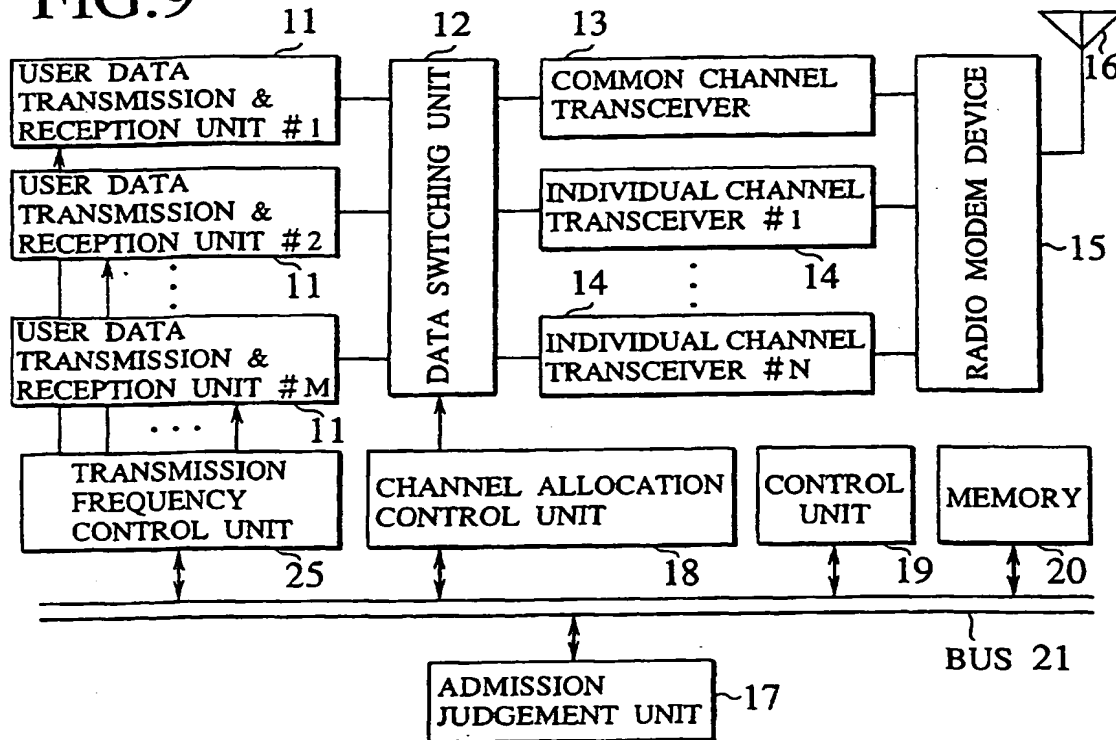 FIG.9
11
12
13
16
USER DATA
TRANSMISSION &
RECEPTION UNIT #1
DATA SWITCHING UNIT
COMMON CHANNEL
TRANSCEIVER
RADIO MODEM DEVICE
USER DATA
TRANSMISSION &
RECEPTION UNIT #2
11
INDIVIDUAL CHANNEL
TRANSCEIVER #1
14
15
14
USER DATA
TRANSMISSION &
RECEPTION UNIT #M
11
INDIVIDUAL CHANNEL
TRANSCEIVER #N
TRANSMISSION
FREQUENCY
CONTROL UNIT
25
CHANNEL ALLOCATION
CONTROL UNIT
18
CONTROL
UNIT
19
MEMORY
20
BUS 21
ADMISSION
JUDGEMENT UNIT
17